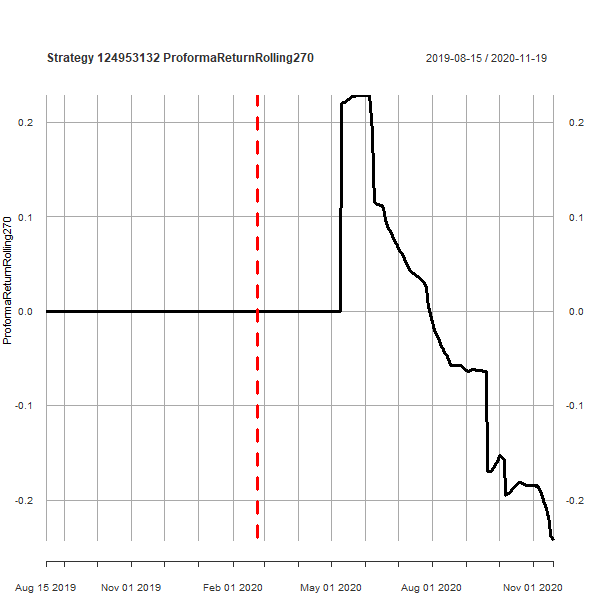 Strategy 124953132 ProformaReturnRolling270
2019-08-15 / 2020-11-19
0.2
0.2
0.1
0.1
ProformaReturnRolling270
0.0
0.0
-0.1
-0.1
-0.2
-0.2
Aug 15 2019
Nov 01 2019
Feb 01 2020
May 01 2020
Aug 01 2020
Nov 01 2020